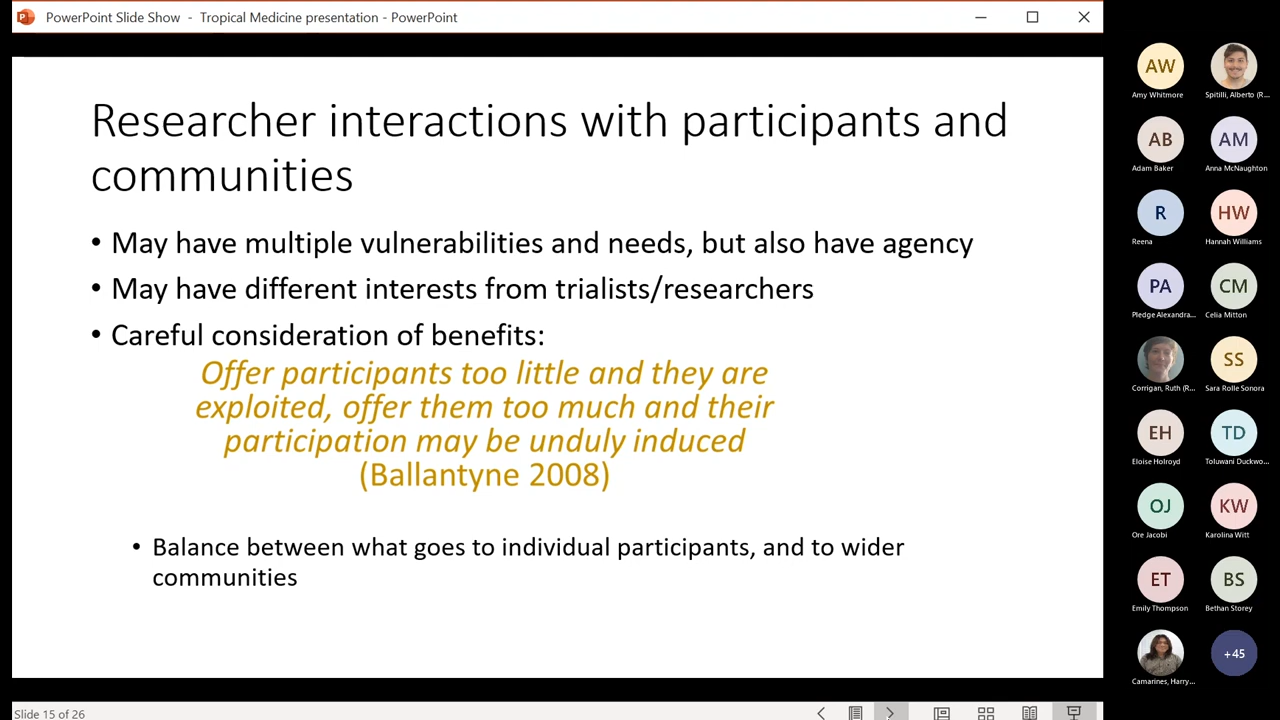 PowerPoint Slide Show - Tropical Medicine presentation - PowerPoint
Researcher interactions with participants and
communities
• May have multiple vulnerabilities and needs, but also have agency
• May have different interests from trialists/researchers
• Careful consideration of benefits:
Offer participants too little and they are
exploited, offer them too much and their
participation may be unduly induced
(Ballantyne 2008)
• Balance between what goes to individual participants, and to wider
communities
Slide 15 of 26
AW
Amy Whitmore
Spitilli, Alberto (R...
AB
Adam Baker
AM
Anna McNaughton
R
Reena
HW
Hannah Williams
PA
Pledge Alexandra...
CM
Celia Mitton
Corrigan, Ruth (R...
SS
Sara Rolle Sonora
EH
Eloise Holroyd
TD
Toluwani Duckwo...
OJ
Ore Jacobi
KW
Karolina Witt
ET
Emily Thompson
BS
Bethan Storey
Camarines, Harry...
+45